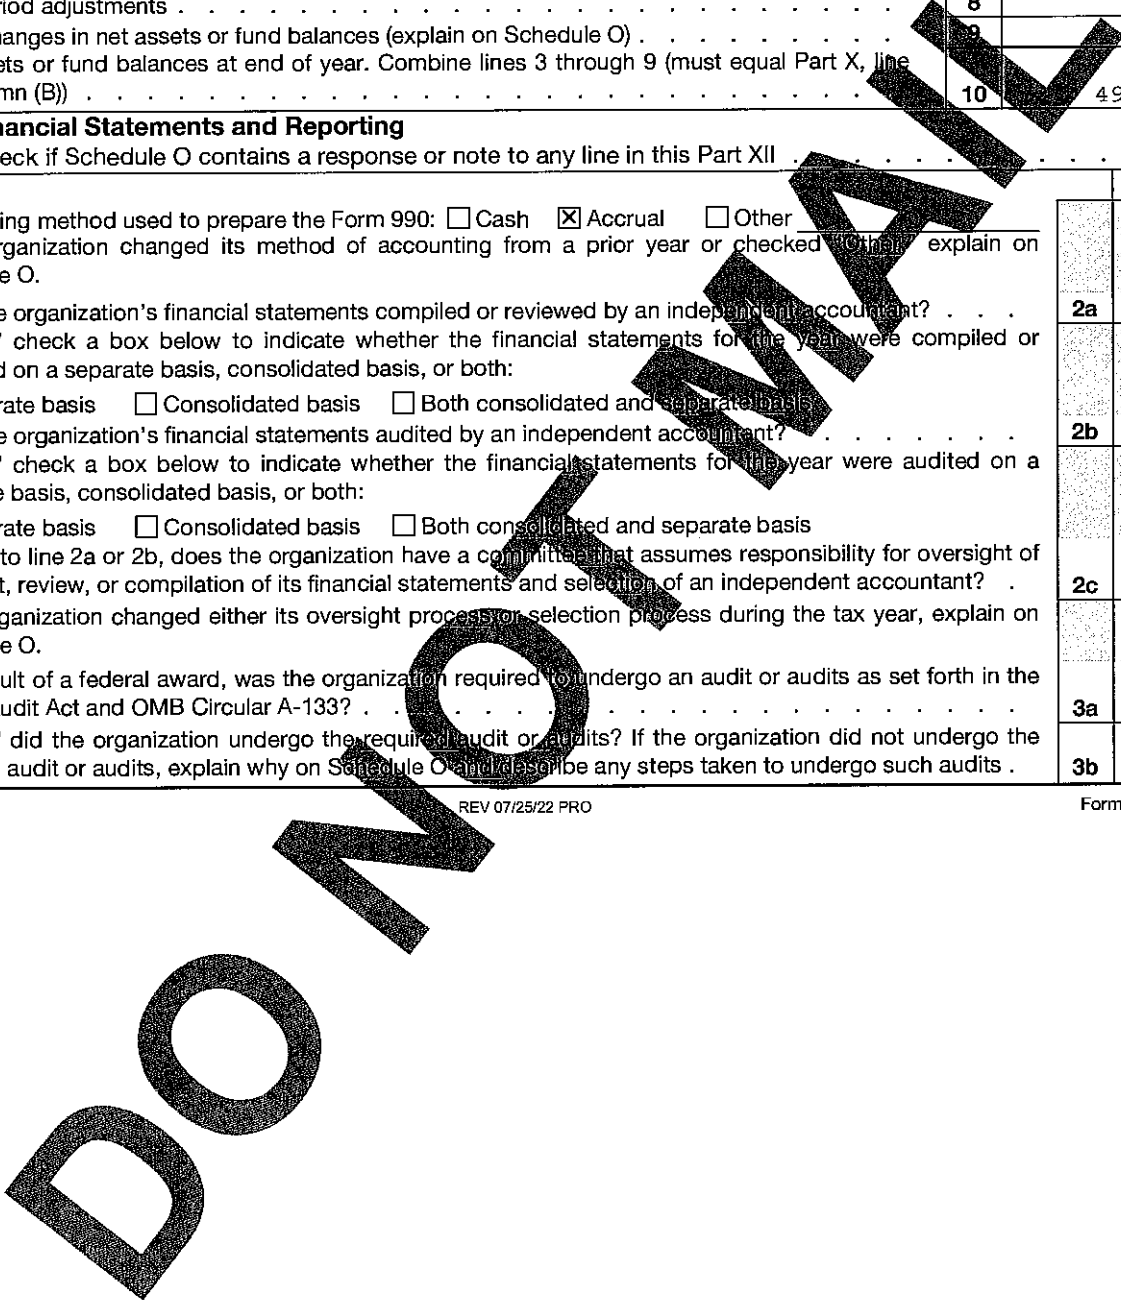 riod adjustments . . . . . . . . . . . . . . . . . . . . . . . . . 8
hanges in net assets or fund balances (explain on Schedule O) . . . . . . . . . 9
ets or fund balances at end of year. Combine lines 3 through 9 (must equal Part X, line
mn (B)) . . . . . . . . . . . . . . . . . . . . . . . . . . . 10 49
nancial Statements and Reporting
eck if Schedule O contains a response or note to any line in this Part XII . . . . . . . . . . . .
ing method used to prepare the Form 990: ☐ Cash ☒ Accrual ☐ Other
rganization changed its method of accounting from a prior year or checked "Other," explain on
e O.
e organization's financial statements compiled or reviewed by an independent accountant? . . . 2a
" check a box below to indicate whether the financial statements for the year were compiled or
d on a separate basis, consolidated basis, or both:
rate basis ☐ Consolidated basis ☐ Both consolidated and separate basis
e organization's financial statements audited by an independent accountant? . . . . . . . . 2b
" check a box below to indicate whether the financial statements for the year were audited on a
e basis, consolidated basis, or both:
rate basis ☐ Consolidated basis ☐ Both consolidated and separate basis
to line 2a or 2b, does the organization have a committee that assumes responsibility for oversight of
t, review, or compilation of its financial statements and selection of an independent accountant? . 2c
ganization changed either its oversight process or selection process during the tax year, explain on
e O.
ult of a federal award, was the organization required to undergo an audit or audits as set forth in the
udit Act and OMB Circular A-133? . . . . . . . . . . . . . . . . . . . . . . . 3a
" did the organization undergo the required audit or audits? If the organization did not undergo the
audit or audits, explain why on Schedule O and describe any steps taken to undergo such audits . 3b
REV 07/25/22 PRO Form
DO NOT MAIL